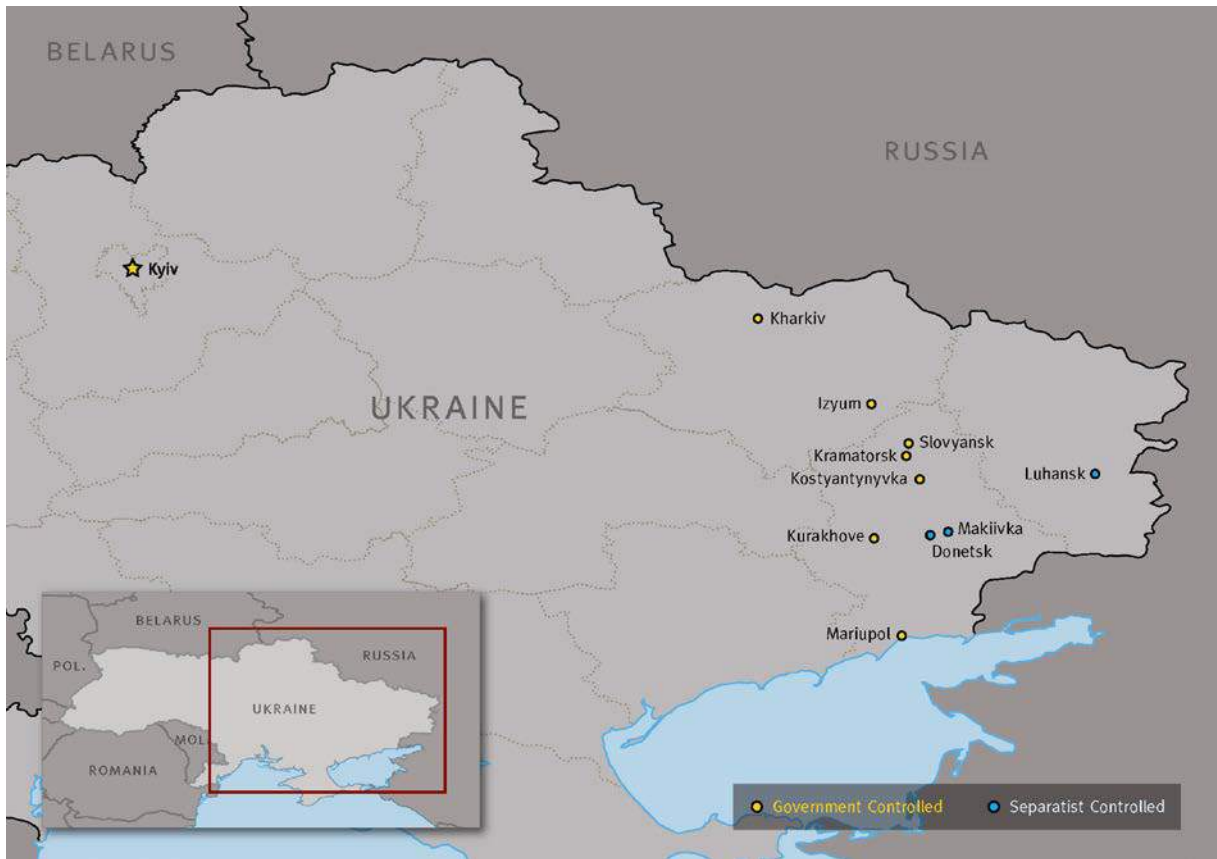 BELARUS
RUSSIA
Kyiv
Kharkiv
UKRAINE
Izyum
Slovyansk
Kramatorsk
Luhansk
Kostyantynyvka
Makiivka
Kurakhove
Donetsk
Mariupol
BELARUS
RUSSIA
POL.
UKRAINE
MOL.
ROMANIA
Government Controlled
Separatist Controlled